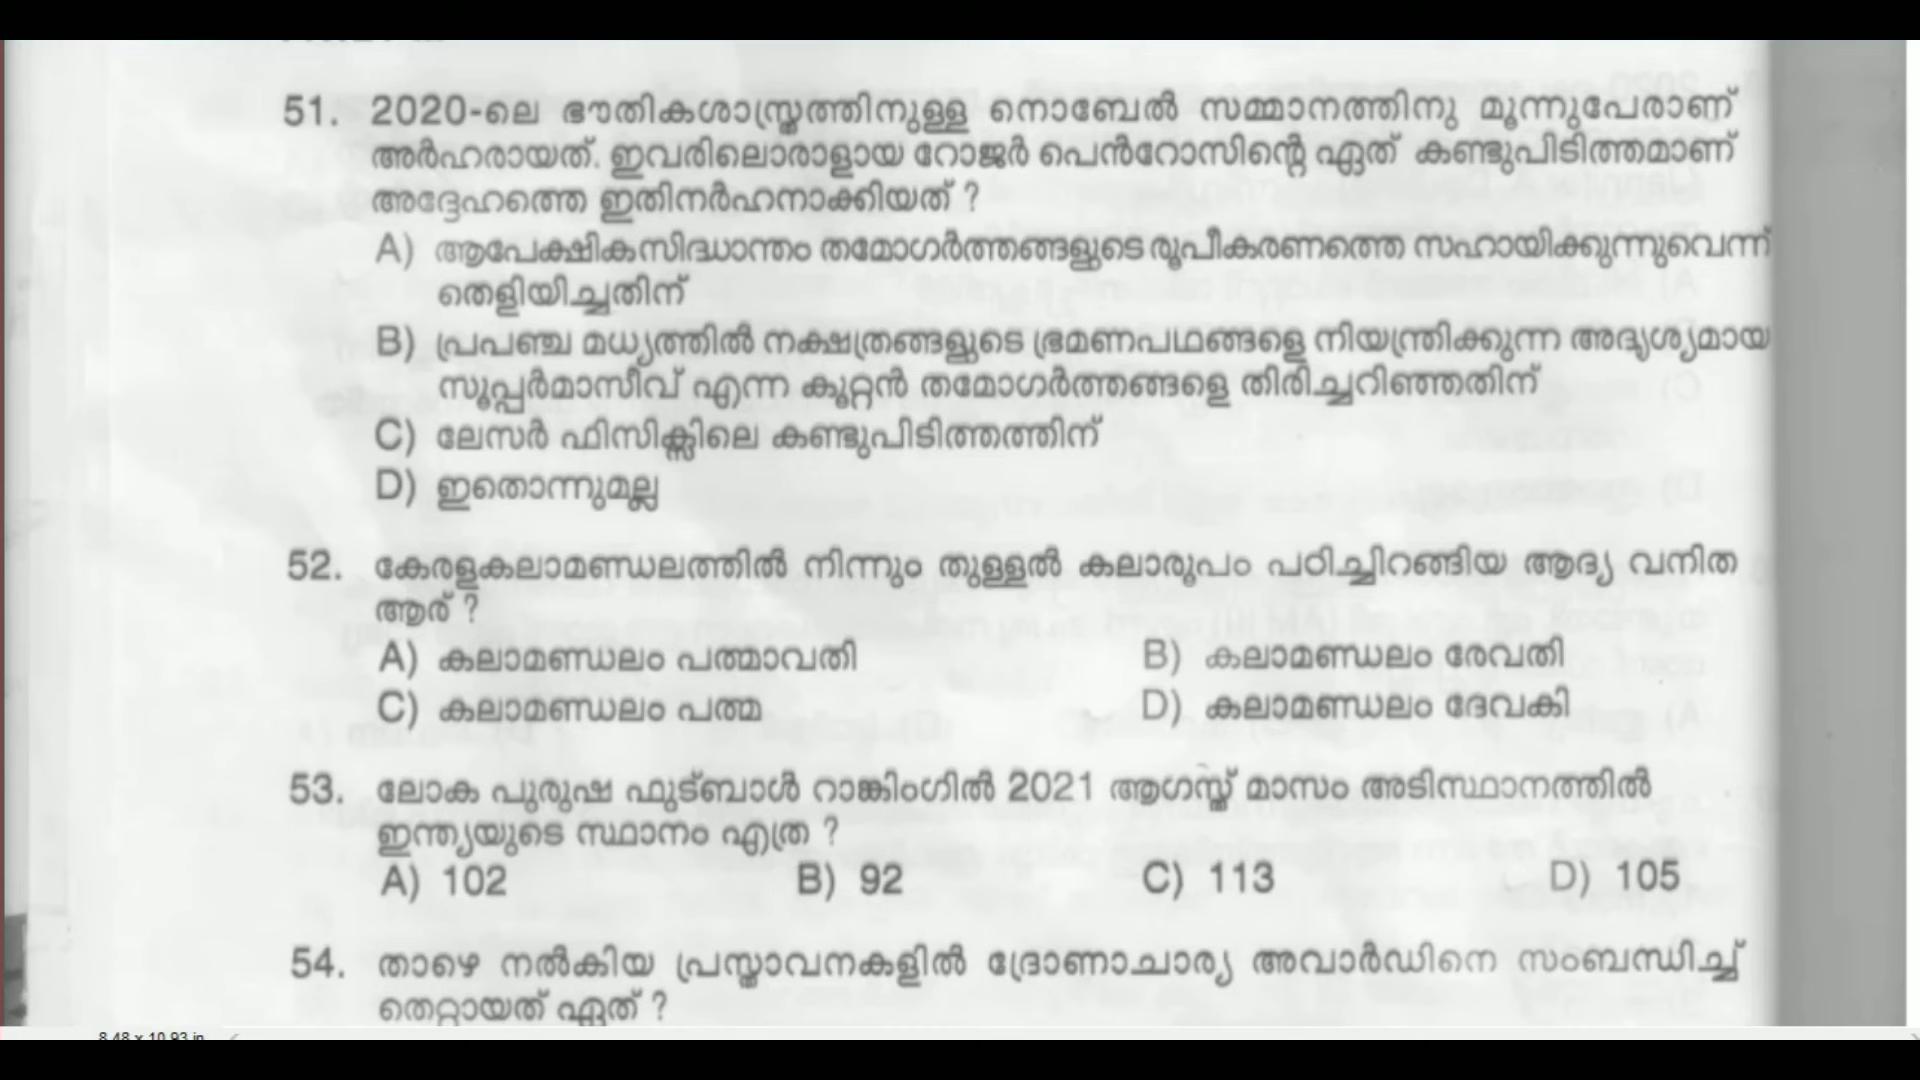 51. 2020-ലെ ഭൗതികശാസ്ത്രത്തിനുള്ള നൊബേൽ സമ്മാനത്തിനു മൂന്നുപേരാണ്
അർഹരായത്. ഇവരിലൊരാളായ റോജർ പെൻറോസിന്റെ ഏത് കണ്ടുപിടിത്തമാണ്
അദ്ദേഹത്തെ ഇതിനർഹനാക്കിയത് ?
A) ആപേക്ഷികസിദ്ധാന്തം തമോഗർത്തങ്ങളുടെ രൂപീകരണത്തെ സഹായിക്കുന്നുവെന്ന്
തെളിയിച്ചതിന്
B) പ്രപഞ്ച മധ്യത്തിൽ നക്ഷത്രങ്ങളുടെ ഭ്രമണപഥങ്ങളെ നിയന്ത്രിക്കുന്ന അദൃശ്യമായ
സൂപ്പർമാസീവ് എന്ന കൂറ്റൻ തമോഗർത്തങ്ങളെ തിരിച്ചറിഞ്ഞതിന്
C) ലേസർ ഫിസിക്സിലെ കണ്ടുപിടിത്തത്തിന്
D) ഇതൊന്നുമല്ല
52. കേരളകലാമണ്ഡലത്തിൽ നിന്നും തുള്ളൽ കലാരൂപം പഠിച്ചിറങ്ങിയ ആദ്യ വനിത
ആര് ?
A) കലാമണ്ഡലം പത്മാവതി B) കലാമണ്ഡലം രേവതി
C) കലാമണ്ഡലം പത്മ D) കലാമണ്ഡലം ദേവകി
53. ലോക പുരുഷ ഫുട്ബാൾ റാങ്കിംഗിൽ 2021 ആഗസ്ത് മാസം അടിസ്ഥാനത്തിൽ
ഇന്ത്യയുടെ സ്ഥാനം എത്ര ?
A) 102 B) 92 C) 113 D) 105
54. താഴെ നൽകിയ പ്രസ്താവനകളിൽ ദ്രോണാചാര്യ അവാർഡിനെ സംബന്ധിച്ച്
തെറ്റായത് ഏത് ?
8.48 x 10.93 in